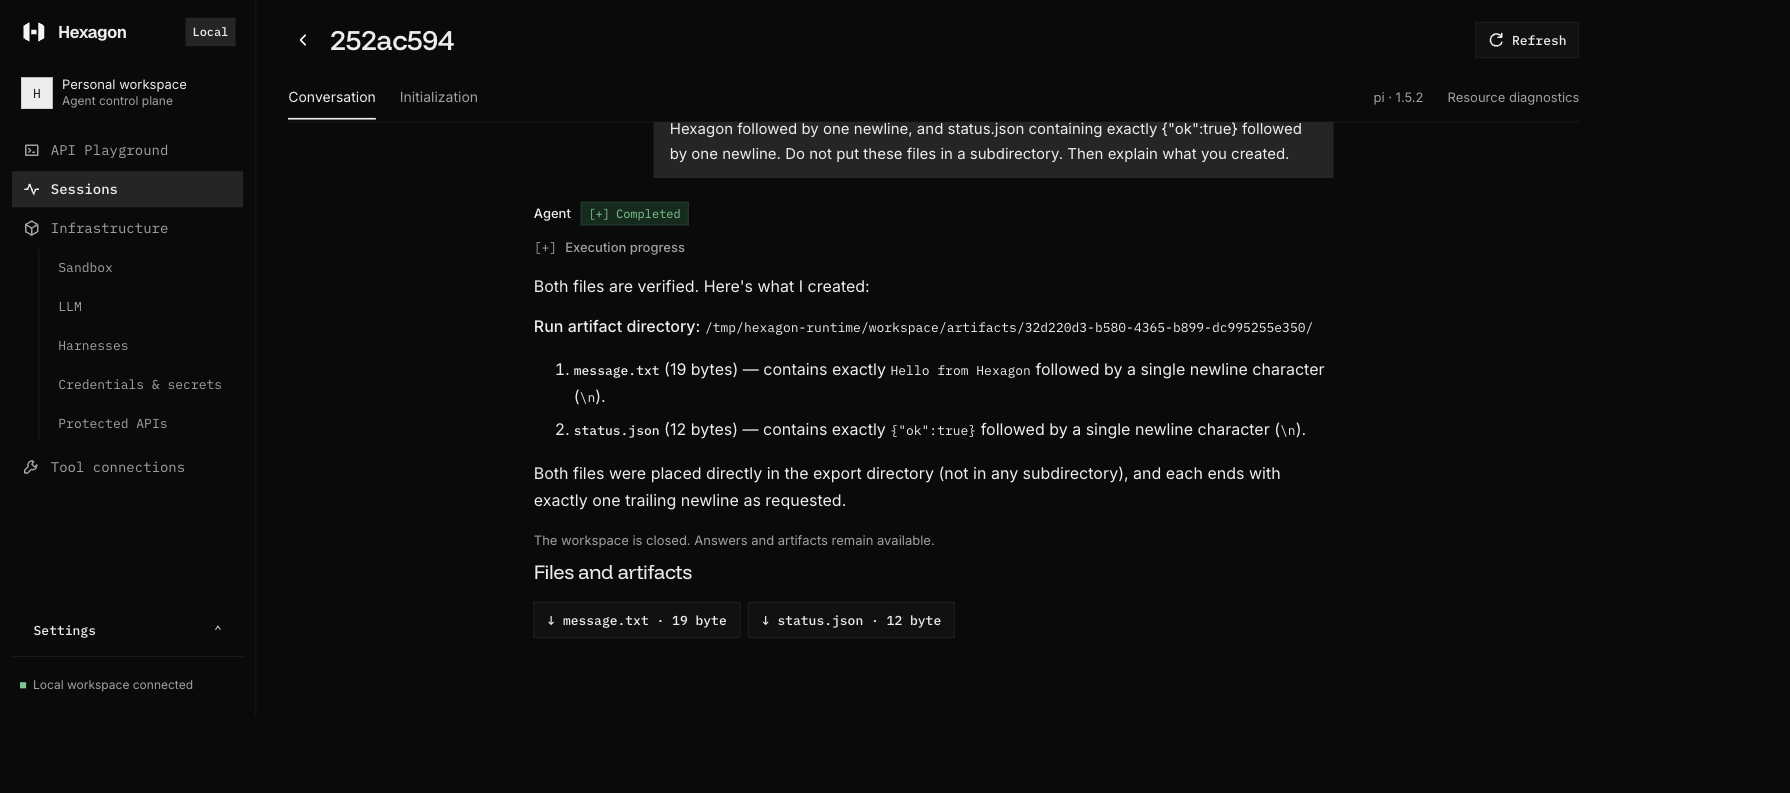 Hexagon
Local
H
Personal workspace
Agent control plane
API Playground
Sessions
Infrastructure
Sandbox
LLM
Harnesses
Credentials & secrets
Protected APIs
Tool connections
Settings
Local workspace connected
252ac594
Refresh
Conversation
Initialization
pi · 1.5.2
Resource diagnostics
Hexagon followed by one newline, and status.json containing exactly {"ok":true} followed
by one newline. Do not put these files in a subdirectory. Then explain what you created.
Agent [+] Completed
[+] Execution progress
Both files are verified. Here's what I created:
Run artifact directory: /tmp/hexagon-runtime/workspace/artifacts/32d220d3-b580-4365-b899-dc995255e350/
1. message.txt (19 bytes) — contains exactly Hello from Hexagon followed by a single newline character
(\n).
2. status.json (12 bytes) — contains exactly {"ok":true} followed by a single newline character (\n).
Both files were placed directly in the export directory (not in any subdirectory), and each ends with
exactly one trailing newline as requested.
The workspace is closed. Answers and artifacts remain available.
Files and artifacts
↓ message.txt · 19 byte
↓ status.json · 12 byte